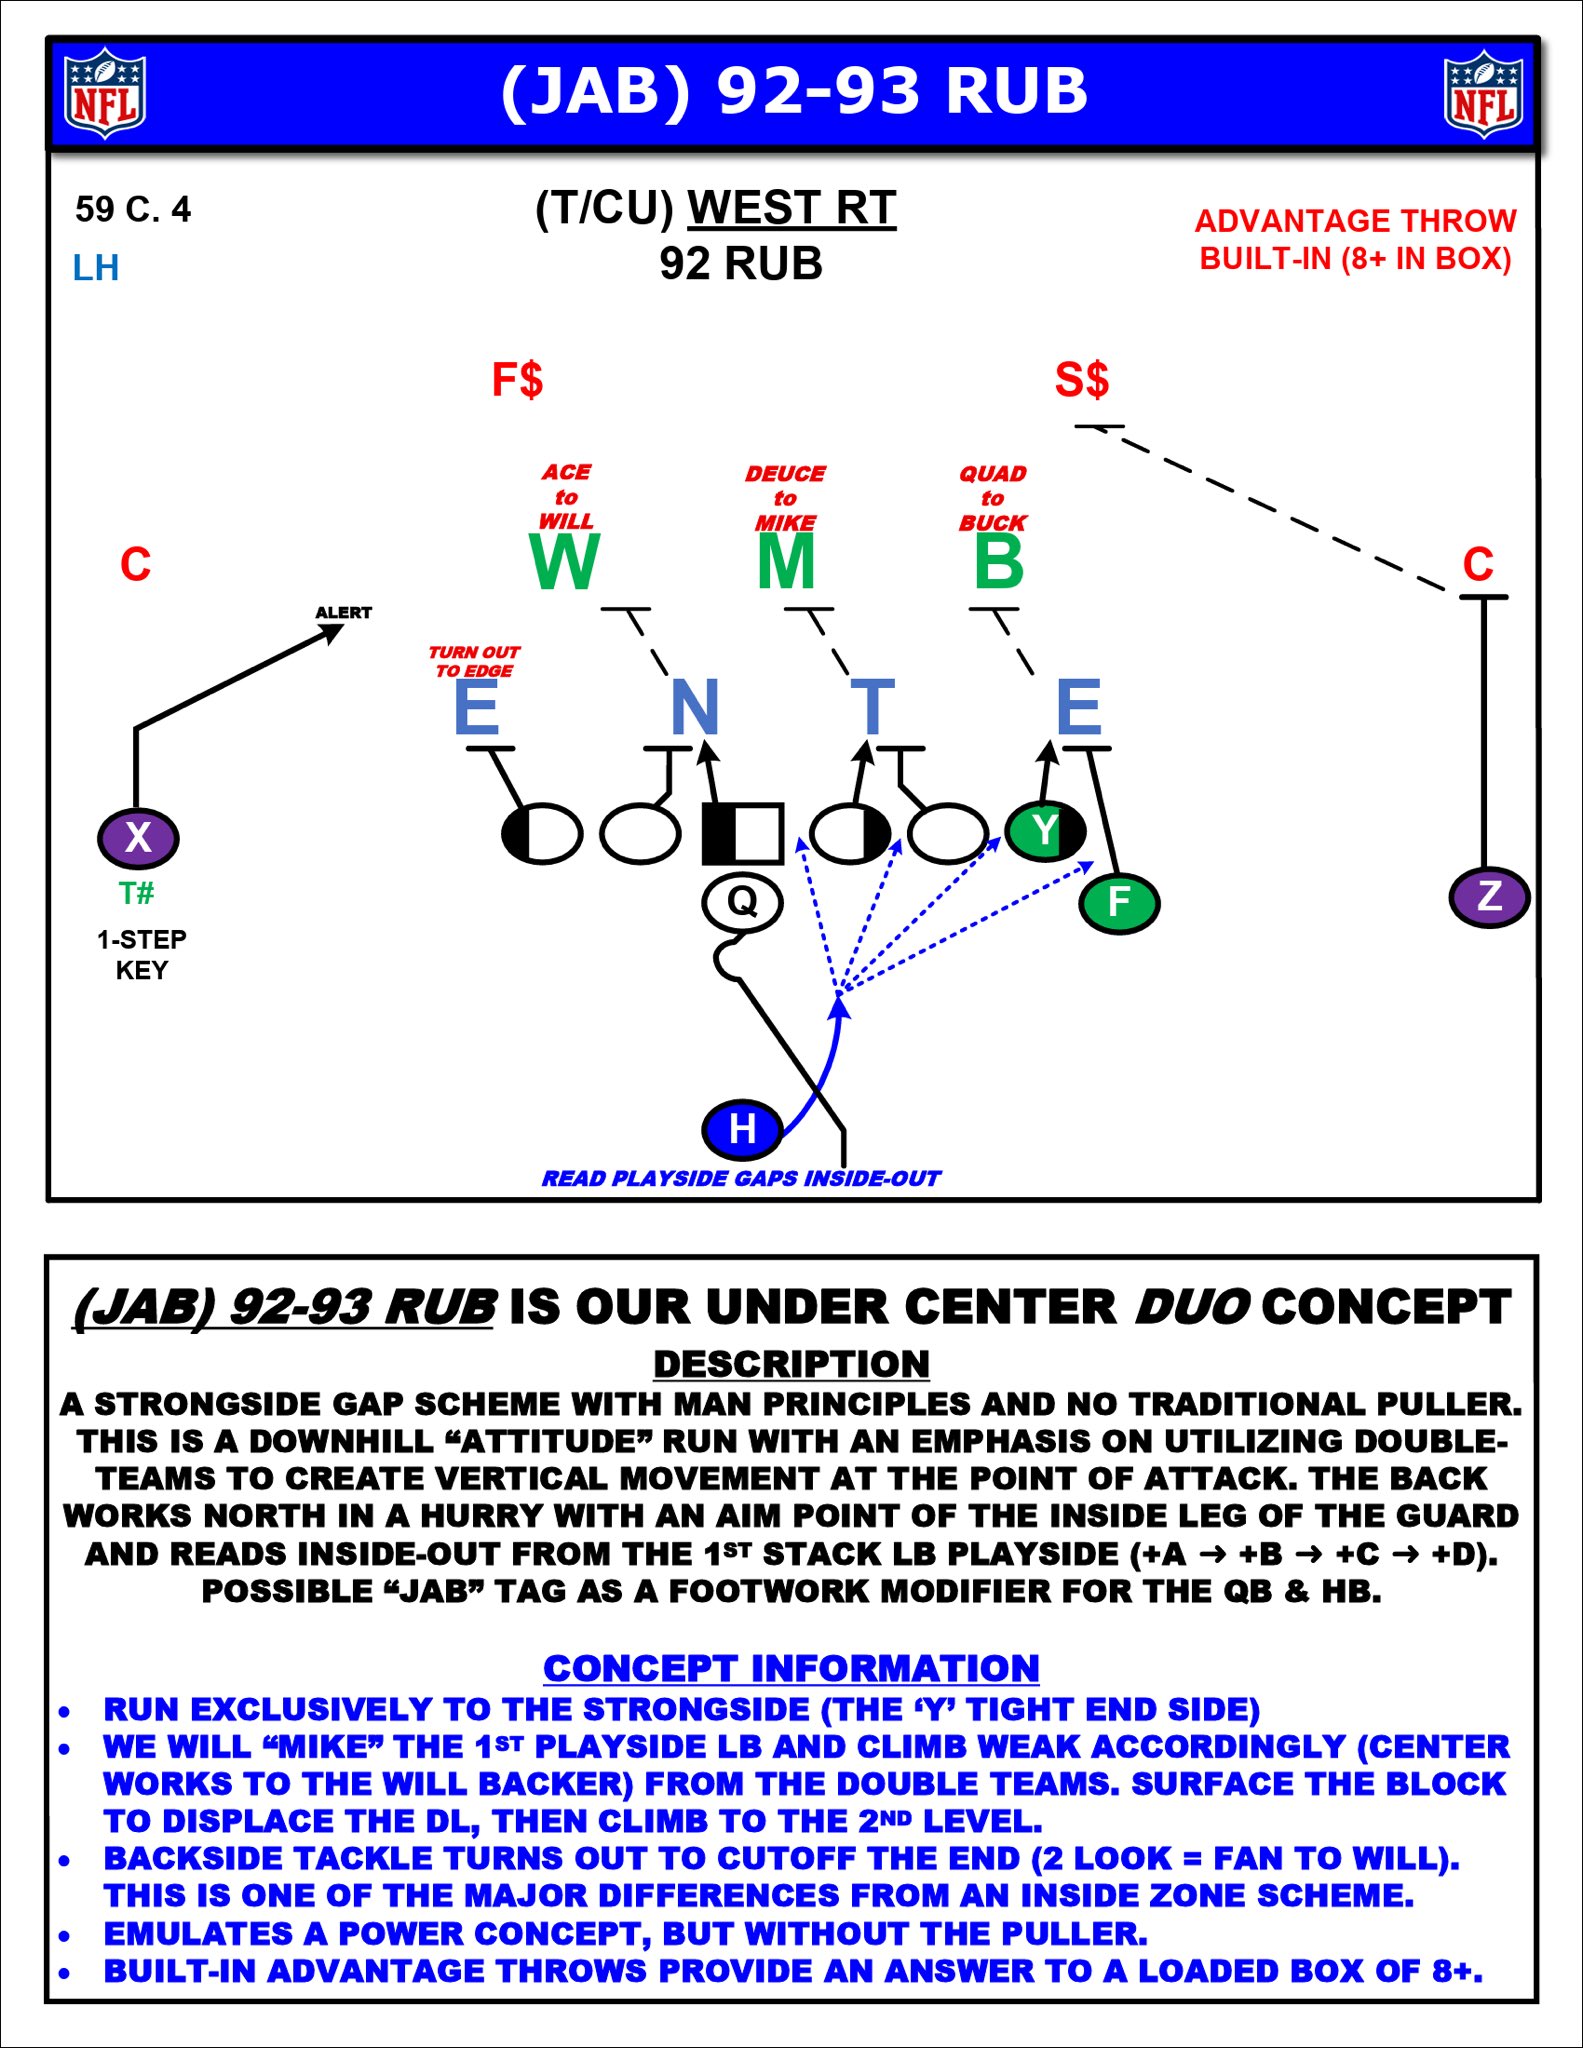 NFL (JAB) 92-93 RUB NFL
59 C. 4
LH
(T/CU) WEST RT
92 RUB
ADVANTAGE THROW
BUILT-IN (8+ IN BOX)
F$ S$
ACE
to
WILL
DEUCE
to
MIKE
QUAD
to
BUCK
C W M B C
ALERT
TURN OUT
TO EDGE
E N T E
X Y
T#
1-STEP
KEY
Q F Z
H
READ PLAYSIDE GAPS INSIDE-OUT
(JAB) 92-93 RUB IS OUR UNDER CENTER DUO CONCEPT
DESCRIPTION
A STRONGSIDE GAP SCHEME WITH MAN PRINCIPLES AND NO TRADITIONAL PULLER.
THIS IS A DOWNHILL “ATTITUDE” RUN WITH AN EMPHASIS ON UTILIZING DOUBLE-
TEAMS TO CREATE VERTICAL MOVEMENT AT THE POINT OF ATTACK. THE BACK
WORKS NORTH IN A HURRY WITH AN AIM POINT OF THE INSIDE LEG OF THE GUARD
AND READS INSIDE-OUT FROM THE 1ST STACK LB PLAYSIDE (+A → +B → +C → +D).
POSSIBLE “JAB” TAG AS A FOOTWORK MODIFIER FOR THE QB & HB.
CONCEPT INFORMATION
• RUN EXCLUSIVELY TO THE STRONGSIDE (THE ‘Y’ TIGHT END SIDE)
• WE WILL “MIKE” THE 1ST PLAYSIDE LB AND CLIMB WEAK ACCORDINGLY (CENTER
WORKS TO THE WILL BACKER) FROM THE DOUBLE TEAMS. SURFACE THE BLOCK
TO DISPLACE THE DL, THEN CLIMB TO THE 2ND LEVEL.
• BACKSIDE TACKLE TURNS OUT TO CUTOFF THE END (2 LOOK = FAN TO WILL).
THIS IS ONE OF THE MAJOR DIFFERENCES FROM AN INSIDE ZONE SCHEME.
• EMULATES A POWER CONCEPT, BUT WITHOUT THE PULLER.
• BUILT-IN ADVANTAGE THROWS PROVIDE AN ANSWER TO A LOADED BOX OF 8+.